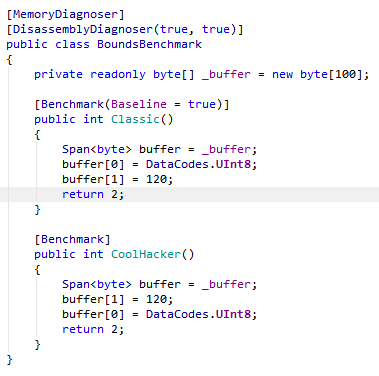 [MemoryDiagnoser]
[DisassemblyDiagnoser(true, true)]
public class BoundsBenchmark
{
    private readonly byte[] _buffer = new byte[100];

    [Benchmark(Baseline = true)]
    public int Classic()
    {
        Span<byte> buffer = _buffer;
        buffer[0] = DataCodes.UInt8;
        buffer[1] = 120;
        return 2;
    }

    [Benchmark]
    public int CoolHacker()
    {
        Span<byte> buffer = _buffer;
        buffer[1] = 120;
        buffer[0] = DataCodes.UInt8;
        return 2;
    }
}